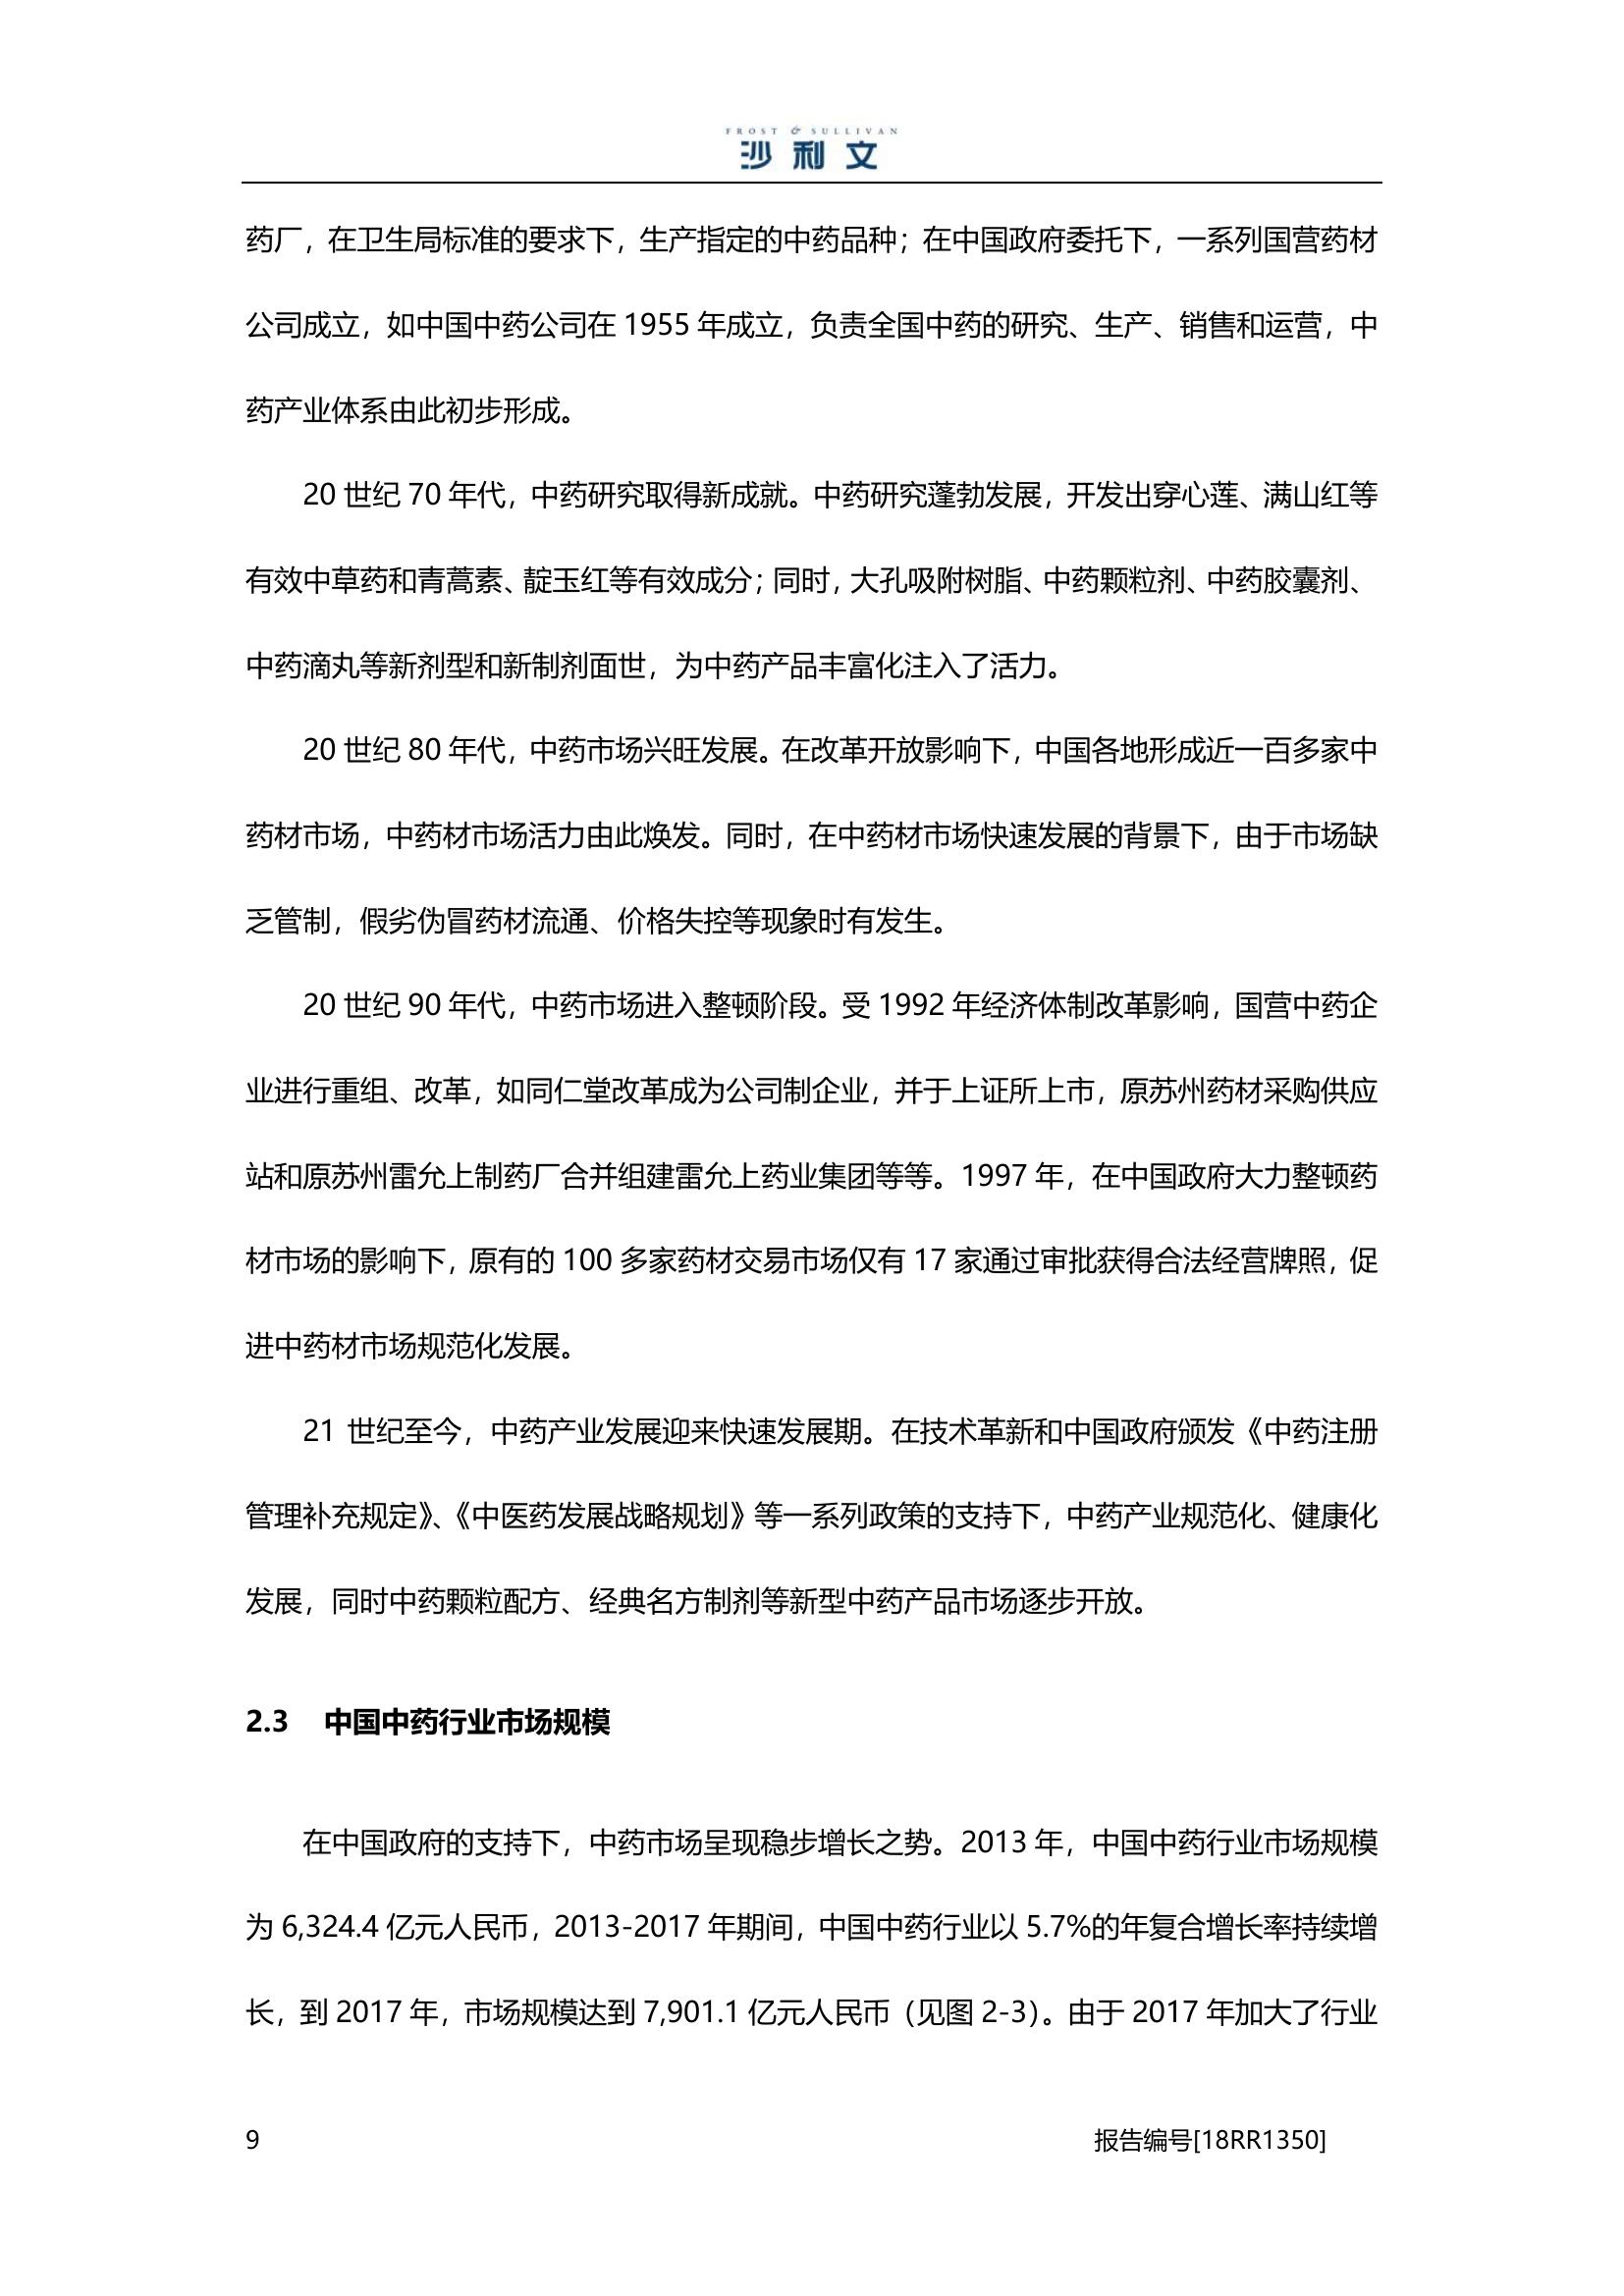 FROST & SULLIVAN
沙利文
药厂，在卫生局标准的要求下，生产指定的中药品种；在中国政府委托下，一系列国营药材
公司成立，如中国中药公司在 1955 年成立，负责全国中药的研究、生产、销售和运营，中
药产业体系由此初步形成。
20 世纪 70 年代，中药研究取得新成就。中药研究蓬勃发展，开发出穿心莲、满山红等
有效中草药和青蒿素、靛玉红等有效成分；同时，大孔吸附树脂、中药颗粒剂、中药胶囊剂、
中药滴丸等新剂型和新制剂面世，为中药产品丰富化注入了活力。
20 世纪 80 年代，中药市场兴旺发展。在改革开放影响下，中国各地形成近一百多家中
药材市场，中药材市场活力由此焕发。同时，在中药材市场快速发展的背景下，由于市场缺
乏管制，假劣伪冒药材流通、价格失控等现象时有发生。
20 世纪 90 年代，中药市场进入整顿阶段。受 1992 年经济体制改革影响，国营中药企
业进行重组、改革，如同仁堂改革成为公司制企业，并于上证所上市，原苏州药材采购供应
站和原苏州雷允上制药厂合并组建雷允上药业集团等等。1997 年，在中国政府大力整顿药
材市场的影响下，原有的 100 多家药材交易市场仅有 17 家通过审批获得合法经营牌照，促
进中药材市场规范化发展。
21 世纪至今，中药产业发展迎来快速发展期。在技术革新和中国政府颁发《中药注册
管理补充规定》、《中医药发展战略规划》等一系列政策的支持下，中药产业规范化、健康化
发展，同时中药颗粒配方、经典名方制剂等新型中药产品市场逐步开放。
2.3 中国中药行业市场规模
在中国政府的支持下，中药市场呈现稳步增长之势。2013 年，中国中药行业市场规模
为 6,324.4 亿元人民币，2013-2017 年期间，中国中药行业以 5.7%的年复合增长率持续增
长，到 2017 年，市场规模达到 7,901.1 亿元人民币（见图 2-3）。由于 2017 年加大了行业
9 报告编号[18RR1350]